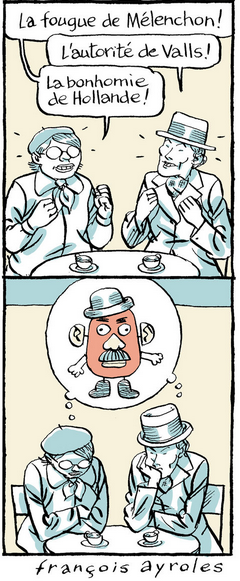 La fougue de Mélenchon!
L'autorité de Valls!
La bonhomie
de Hollande!
françois ayroles